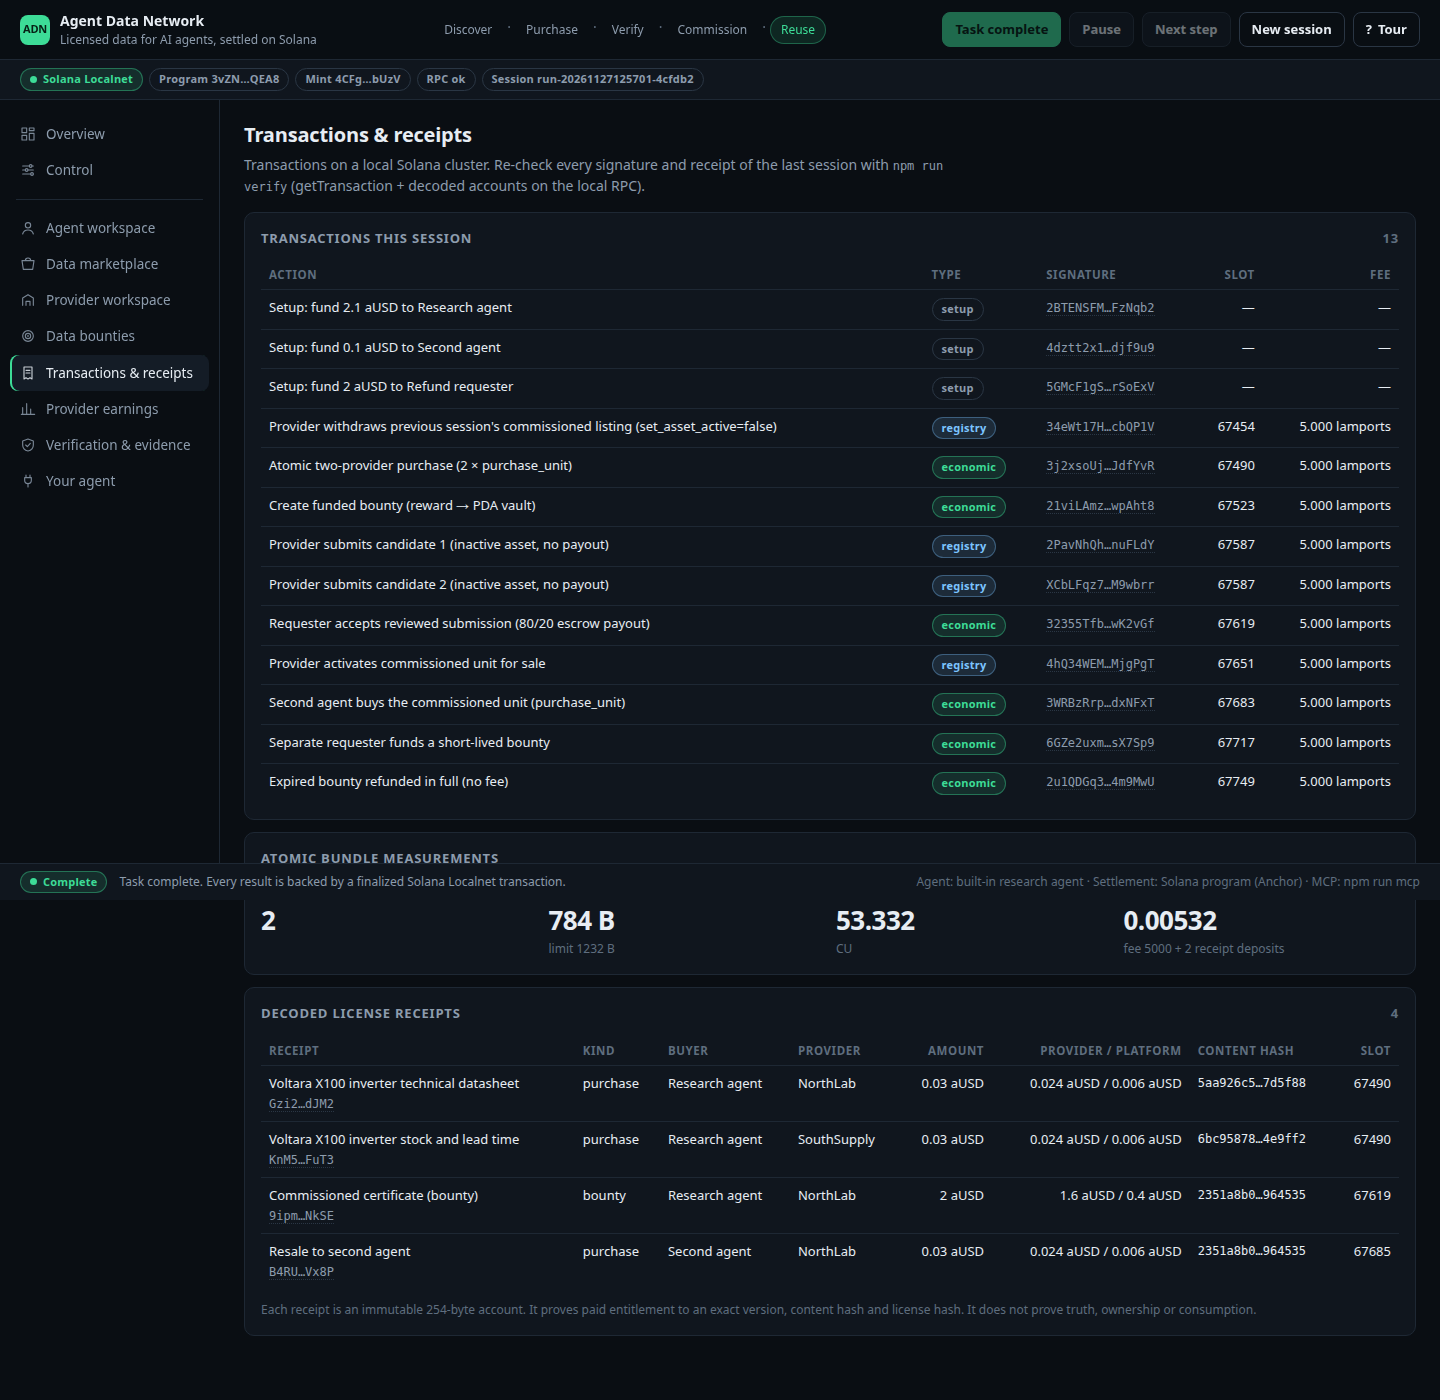 ADN
Agent Data Network
Licensed data for AI agents, settled on Solana
Discover · Purchase · Verify · Commission · Reuse
Task complete
Pause
Next step
New session
? Tour
Solana Localnet
Program 3vZN…QEA8
Mint 4CFg…bUzV
RPC ok
Session run-20261127125701-4cfdb2
Overview
Control
Agent workspace
Data marketplace
Provider workspace
Data bounties
Transactions & receipts
Provider earnings
Verification & evidence
Your agent
Transactions & receipts
Transactions on a local Solana cluster. Re-check every signature and receipt of the last session with npm run
verify (getTransaction + decoded accounts on the local RPC).
TRANSACTIONS THIS SESSION 13
ACTION TYPE SIGNATURE SLOT FEE
Setup: fund 2.1 aUSD to Research agent setup 2BTENSFM…FzNqb2 — —
Setup: fund 0.1 aUSD to Second agent setup 4dztt2x1…djf9u9 — —
Setup: fund 2 aUSD to Refund requester setup 5GMcF1gS…rSoExV — —
Provider withdraws previous session's commissioned listing (set_asset_active=false) registry 34eWt17H…cbQP1V 67454 5.000 lamports
Atomic two-provider purchase (2 × purchase_unit) economic 3j2xsoUj…JdfYvR 67490 5.000 lamports
Create funded bounty (reward → PDA vault) economic 21viLAmz…wpAht8 67523 5.000 lamports
Provider submits candidate 1 (inactive asset, no payout) registry 2PavNhQh…nuFLdY 67587 5.000 lamports
Provider submits candidate 2 (inactive asset, no payout) registry XCbLFqz7…M9wbrr 67587 5.000 lamports
Requester accepts reviewed submission (80/20 escrow payout) economic 32355Tfb…wK2vGf 67619 5.000 lamports
Provider activates commissioned unit for sale registry 4hQ34WEM…MjgPgT 67651 5.000 lamports
Second agent buys the commissioned unit (purchase_unit) economic 3WRBzRrp…dxNFxT 67683 5.000 lamports
Separate requester funds a short-lived bounty economic 6GZe2uxm…sX7Sp9 67717 5.000 lamports
Expired bounty refunded in full (no fee) economic 2u1QDGq3…4m9MwU 67749 5.000 lamports
ATOMIC BUNDLE MEASUREMENTS
Complete
Task complete. Every result is backed by a finalized Solana Localnet transaction.
Agent: built-in research agent · Settlement: Solana program (Anchor) · MCP: npm run mcp
2 784 B 53.332 0.00532
limit 1232 B CU fee 5000 + 2 receipt deposits
DECODED LICENSE RECEIPTS 4
RECEIPT KIND BUYER PROVIDER AMOUNT PROVIDER / PLATFORM CONTENT HASH SLOT
Voltara X100 inverter technical datasheet purchase Research agent NorthLab 0.03 aUSD 0.024 aUSD / 0.006 aUSD 5aa926c5…7d5f88 67490
Gzi2…dJM2
Voltara X100 inverter stock and lead time purchase Research agent SouthSupply 0.03 aUSD 0.024 aUSD / 0.006 aUSD 6bc95878…4e9ff2 67490
KnM5…FuT3
Commissioned certificate (bounty) bounty Research agent NorthLab 2 aUSD 1.6 aUSD / 0.4 aUSD 2351a8b0…964535 67619
9ipm…NkSE
Resale to second agent purchase Second agent NorthLab 0.03 aUSD 0.024 aUSD / 0.006 aUSD 2351a8b0…964535 67685
B4RU…Vx8P
Each receipt is an immutable 254-byte account. It proves paid entitlement to an exact version, content hash and license hash. It does not prove truth, ownership or consumption.